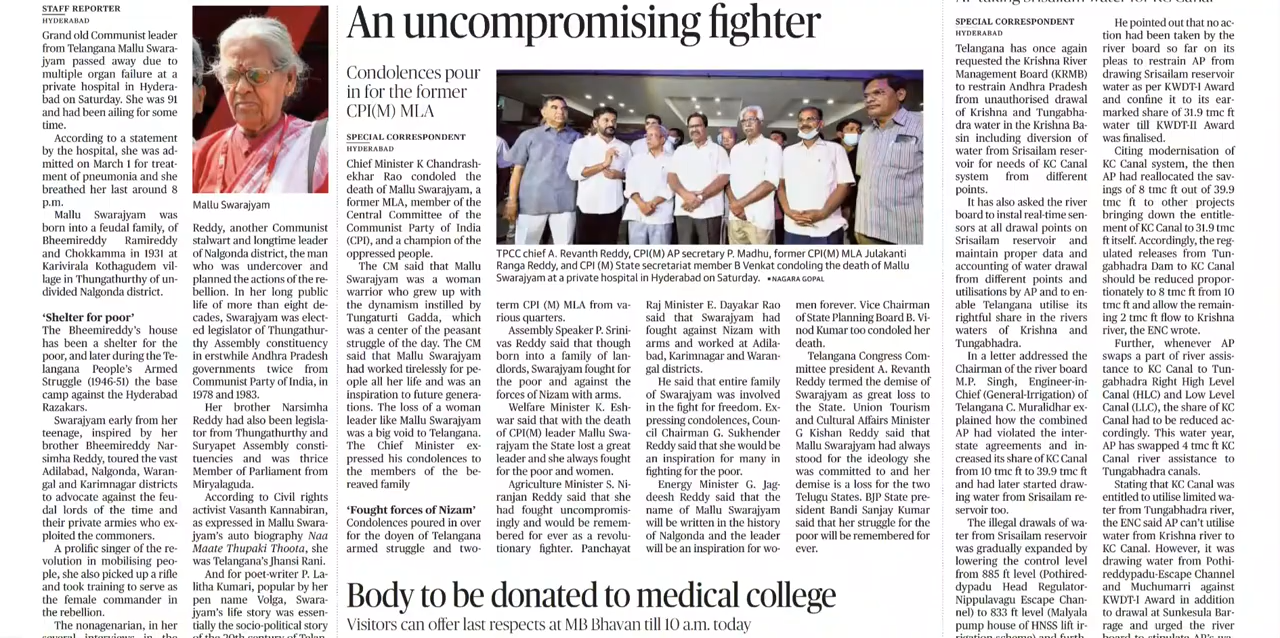 STAFF REPORTER
HYDERABAD
Grand old Communist leader
from Telangana Mallu Swara-
jyam passed away due to
multiple organ failure at a
private hospital in Hydera-
bad on Saturday. She was 91
and had been ailing for some
time.
According to a statement
by the hospital, she was ad-
mitted on March 1 for treat-
ment of pneumonia and she
breathed her last around 8
p.m.
Mallu Swarajyam was
born into a feudal family, of
Bheemireddy Ramireddy
and Chokkamma in 1931 at
Karivirala Kothagudem vil-
lage in Thungathurthy of un-
divided Nalgonda district.
‘Shelter for poor’
The Bheemireddy's house
has been a shelter for the
poor, and later during the Te-
langana People's Armed
Struggle (1946-51) the base
camp against the Hyderabad
Razakars.
Swarajyam early from her
teenage, inspired by her
brother Bheemireddy Nar-
simha Reddy, toured the vast
Adilabad, Nalgonda, Waran-
gal and Karimnagar districts
to advocate against the feu-
dal lords of the time and
their private armies who ex-
ploited the commoners.
A prolific singer of the re-
volution in mobilising peo-
ple, she also picked up a rifle
and took training to serve as
the female commander in
the rebellion.
The nonagenarian, in her
several interviews in the
Mallu Swarajyam
Reddy, another Communist
stalwart and longtime leader
of Nalgonda district, the man
who was undercover and
planned the actions of the re-
bellion. In her long public
life of more than eight de-
cades, Swarajyam was elect-
ed legislator of Thungathur-
thy Assembly constituency
in erstwhile Andhra Pradesh
governments twice from
Communist Party of India, in
1978 and 1983.
Her brother Narsimha
Reddy had also been legisla-
tor from Thungathurthy and
Suryapet Assembly consti-
tuencies and was thrice
Member of Parliament from
Miryalaguda.
According to Civil rights
activist Vasanth Kannabiran,
as expressed in Mallu Swara-
jyam's auto biography Naa
Maate Thupaki Thoota, she
was Telangana's Jhansi Rani.
And for poet-writer P. La-
litha Kumari, popular by her
pen name Volga, Swara-
jyam's life story was essen-
tially the socio-political story
of the 20th century of Telan-
An uncompromising fighter
Condolences pour
in for the former
CPI(M) MLA
SPECIAL CORRESPONDENT
HYDERABAD
Chief Minister K Chandrash-
ekhar Rao condoled the
death of Mallu Swarajyam, a
former MLA, member of the
Central Committee of the
Communist Party of India
(CPI), and a champion of the
oppressed people.
The CM said that Mallu
Swarajyam was a woman
warrior who grew up with
the dynamism instilled by
Tungaturti Gadda, which
was a center of the peasant
struggle of the day. The CM
said that Mallu Swarajyam
had worked tirelessly for peo-
ple all her life and was an
inspiration to future genera-
tions. The loss of a woman
leader like Mallu Swarajyam
was a big void to Telangana.
The Chief Minister ex-
pressed his condolences to
the members of the be-
reaved family
‘Fought forces of Nizam’
Condolences poured in over
for the doyen of Telangana
armed struggle and two-
TPCC chief A. Revanth Reddy, CPI(M) AP secretary P. Madhu, former CPI(M) MLA Julakanti
Ranga Reddy, and CPI (M) State secretariat member B Venkat condoling the death of Mallu
Swarajyam at a private hospital in Hyderabad on Saturday. • NAGARA GOPAL
term CPI (M) MLA from va-
rious quarters.
Assembly Speaker P. Srini-
vas Reddy said that though
born into a family of lan-
dlords, Swarajyam fought for
the poor and against the
forces of Nizam with arms.
Welfare Minister K. Esh-
war said that with the death
of CPI(M) leader Mallu Swa-
rajyam the State lost a great
leader and she always fought
for the poor and women.
Agriculture Minister S. Ni-
ranjan Reddy said that she
had fought uncompromis-
ingly and would be remem-
bered for ever as a revolu-
tionary fighter. Panchayat
Raj Minister E. Dayakar Rao
said that Swarajyam had
fought against Nizam with
arms and worked at Adila-
bad, Karimnagar and Waran-
gal districts.
He said that entire family
of Swarajyam was involved
in the fight for freedom. Ex-
pressing condolences, Coun-
cil Chairman G. Sukhender
Reddy said that she would be
an inspiration for many in
fighting for the poor.
Energy Minister G. Jag-
deesh Reddy said that the
name of Mallu Swarajyam
will be written in the history
of Nalgonda and the leader
will be an inspiration for wo-
men forever. Vice Chairman
of State Planning Board B. Vi-
nod Kumar too condoled her
death.
Telangana Congress Com-
mittee president A. Revanth
Reddy termed the demise of
Swarajyam as great loss to
the State. Union Tourism
and Cultural Affairs Minister
G Kishan Reddy said that
Mallu Swarajyam had always
stood for the ideology she
was committed to and her
demise is a loss for the two
Telugu States. BJP State pre-
sident Bandi Sanjay Kumar
said that her struggle for the
poor will be remembered for
ever.
Body to be donated to medical college
Visitors can offer last respects at MB Bhavan till 10 a.m. today
SPECIAL CORRESPONDENT
HYDERABAD
Telangana has once again
requested the Krishna River
Management Board (KRMB)
to restrain Andhra Pradesh
from unauthorised drawal
of Krishna and Tungabha-
dra water in the Krishna Ba-
sin including diversion of
water from Srisailam reser-
voir for needs of KC Canal
system from different
points.
It has also asked the river
board to instal real-time sen-
sors at all drawal points on
Srisailam reservoir and
maintain proper data and
accounting of water drawal
from different points and
utilisations by AP and to en-
able Telangana utilise its
rightful share in the rivers
waters of Krishna and
Tungabhadra.
In a letter addressed the
Chairman of the river board
M.P. Singh, Engineer-in-
Chief (General-Irrigation) of
Telangana C. Muralidhar ex-
plained how the combined
AP had violated the inter-
state agreements and in-
creased its share of KC Canal
from 10 tmc ft to 39.9 tmc ft
and had later started draw-
ing water from Srisailam re-
servoir too.
The illegal drawals of wa-
ter from Srisailam reservoir
was gradually expanded by
lowering the control level
from 885 ft level (Pothired-
dypadu Head Regulator-
Nippulavagu Escape Chan-
nel) to 833 ft level (Malyala
pump house of HNSS lift ir-
He pointed out that no ac-
tion had been taken by the
river board so far on its
pleas to restrain AP from
drawing Srisailam reservoir
water as per KWDT-I Award
and confine it to its ear-
marked share of 31.9 tmc ft
water till KWDT-II Award
was finalised.
Citing modernisation of
KC Canal system, the then
AP had reallocated the sav-
ings of 8 tmc ft out of 39.9
tmc ft to other projects
bringing down the entitle-
ment of KC Canal to 31.9 tmc
ft itself. Accordingly, the reg-
ulated releases from Tun-
gabhadra Dam to KC Canal
should be reduced propor-
tionately to 8 tmc ft from 10
tmc ft and allow the remain-
ing 2 tmc ft flow to Krishna
river, the ENC wrote.
Further, whenever AP
swaps a part of river assis-
tance to KC Canal to Tun-
gabhadra Right High Level
Canal (HLC) and Low Level
Canal (LLC), the share of KC
Canal had to be reduced ac-
cordingly. This water year,
AP has swapped 4 tmc ft KC
Canal river assistance to
Tungabhadra canals.
Stating that KC Canal was
entitled to utilise limited wa-
ter from Tungabhadra river,
the ENC said AP can't utilise
water from Krishna river to
KC Canal. However, it was
drawing water from Pothi-
reddypadu-Escape Channel
and Muchumarri against
KWDT-I Award in addition
to drawal at Sunkesula Bar-
rage and urged the river